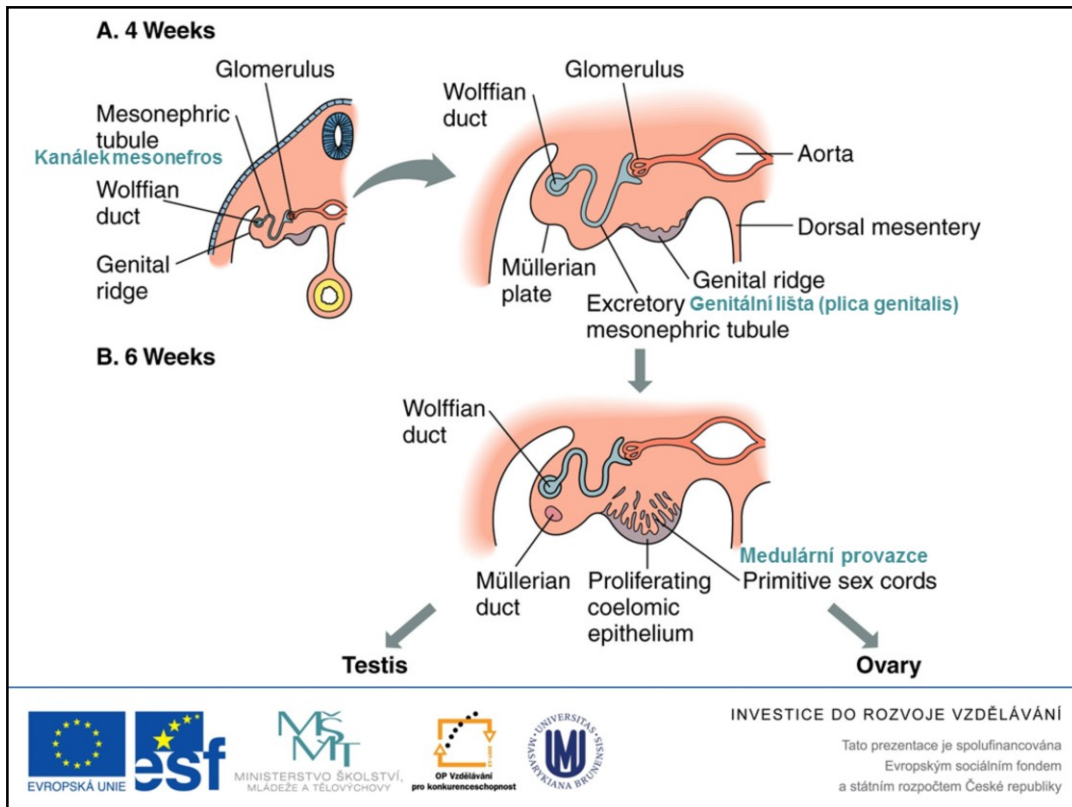 A. 4 Weeks
Glomerulus
Mesonephric
tubule
Kanálek mesonefros
Wolffian
duct
Genital
ridge
Glomerulus
Wolffian
duct
Aorta
Dorsal mesentery
Müllerian
plate
Genital ridge
Excretory Genitální lišta (plica genitalis)
mesonephric tubule
B. 6 Weeks
Wolffian
duct
Müllerian
duct
Proliferating
coelomic
epithelium
Medulární provazce
Primitive sex cords
Testis
Ovary
EVROPSKÁ UNIE
esf
MŠMT
MINISTERSTVO ŠKOLSTVÍ,
MLÁDEŽE A TĚLOVÝCHOVY
OP Vzdělávání
pro konkurenceschopnost
UNIVERSITAS
MASARYKIANA BRUNENSIS
INVESTICE DO ROZVOJE VZDĚLÁVÁNÍ
Tato prezentace je spolufinancována
Evropským sociálním fondem
a státním rozpočtem České republiky